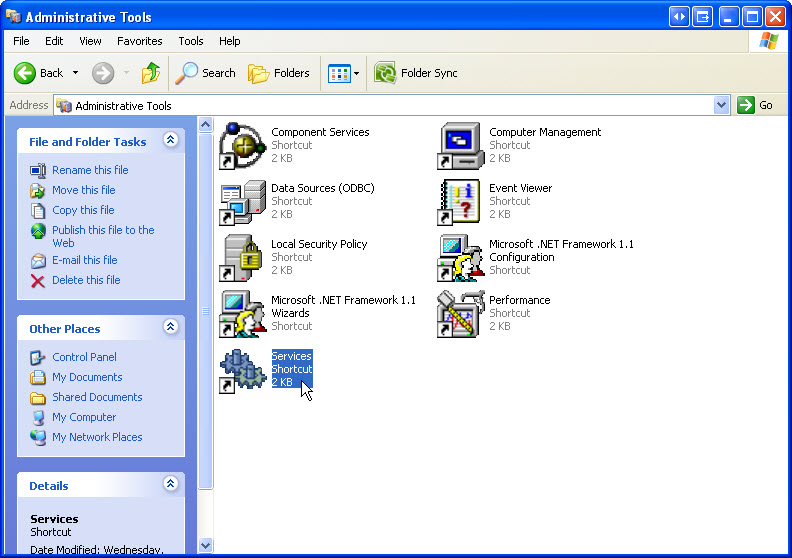 Administrative Tools
File Edit View Favorites Tools Help
Back Search Folders Folder Sync
Address Administrative Tools Go
File and Folder Tasks
Rename this file
Move this file
Copy this file
Publish this file to the
Web
E-mail this file
Delete this file
Other Places
Control Panel
My Documents
Shared Documents
My Computer
My Network Places
Details
Services
Shortcut
Date Modified: Wednesday,
Component Services
Shortcut
2 KB
Computer Management
Shortcut
2 KB
Data Sources (ODBC)
Shortcut
2 KB
Event Viewer
Shortcut
2 KB
Local Security Policy
Shortcut
2 KB
Microsoft .NET Framework 1.1
Configuration
Shortcut
Microsoft .NET Framework 1.1
Wizards
Shortcut
Performance
Shortcut
2 KB
Services
Shortcut
2 KB